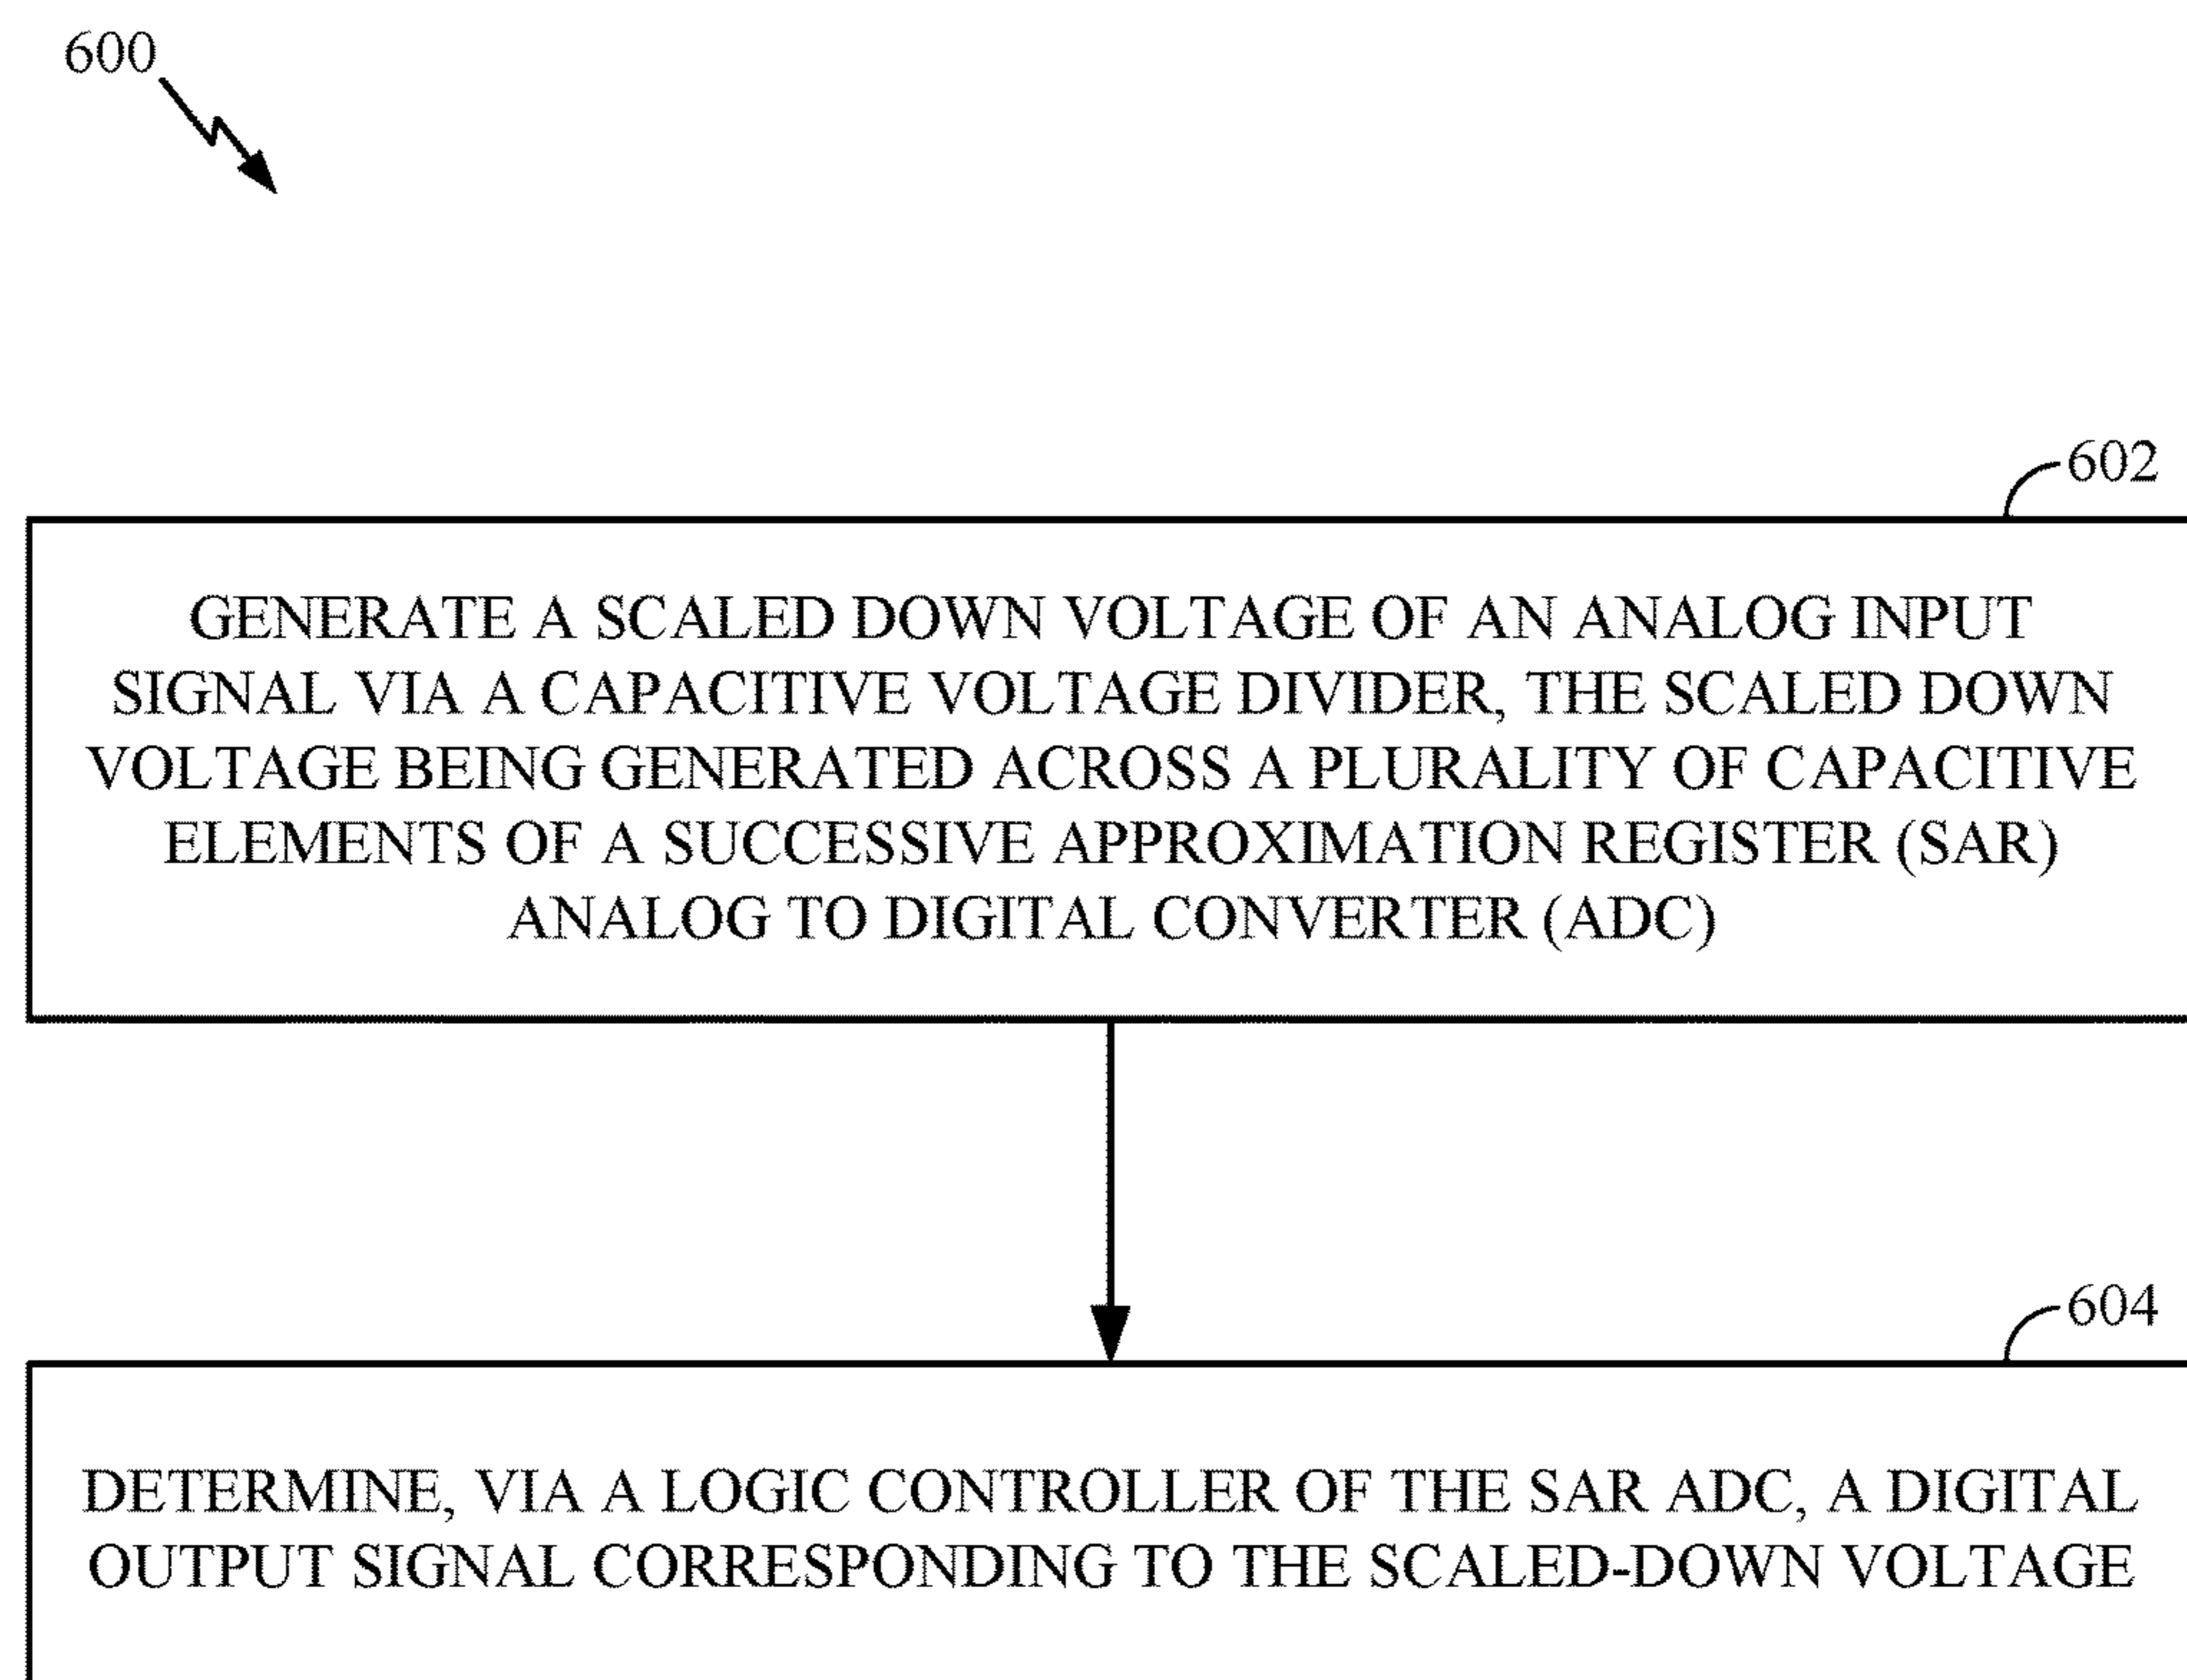 600
602
GENERATE A SCALED DOWN VOLTAGE OF AN ANALOG INPUT
SIGNAL VIA A CAPACITIVE VOLTAGE DIVIDER, THE SCALED DOWN
VOLTAGE BEING GENERATED ACROSS A PLURALITY OF CAPACITIVE
ELEMENTS OF A SUCCESSIVE APPROXIMATION REGISTER (SAR)
ANALOG TO DIGITAL CONVERTER (ADC)
604
DETERMINE, VIA A LOGIC CONTROLLER OF THE SAR ADC, A DIGITAL
OUTPUT SIGNAL CORRESPONDING TO THE SCALED-DOWN VOLTAGE